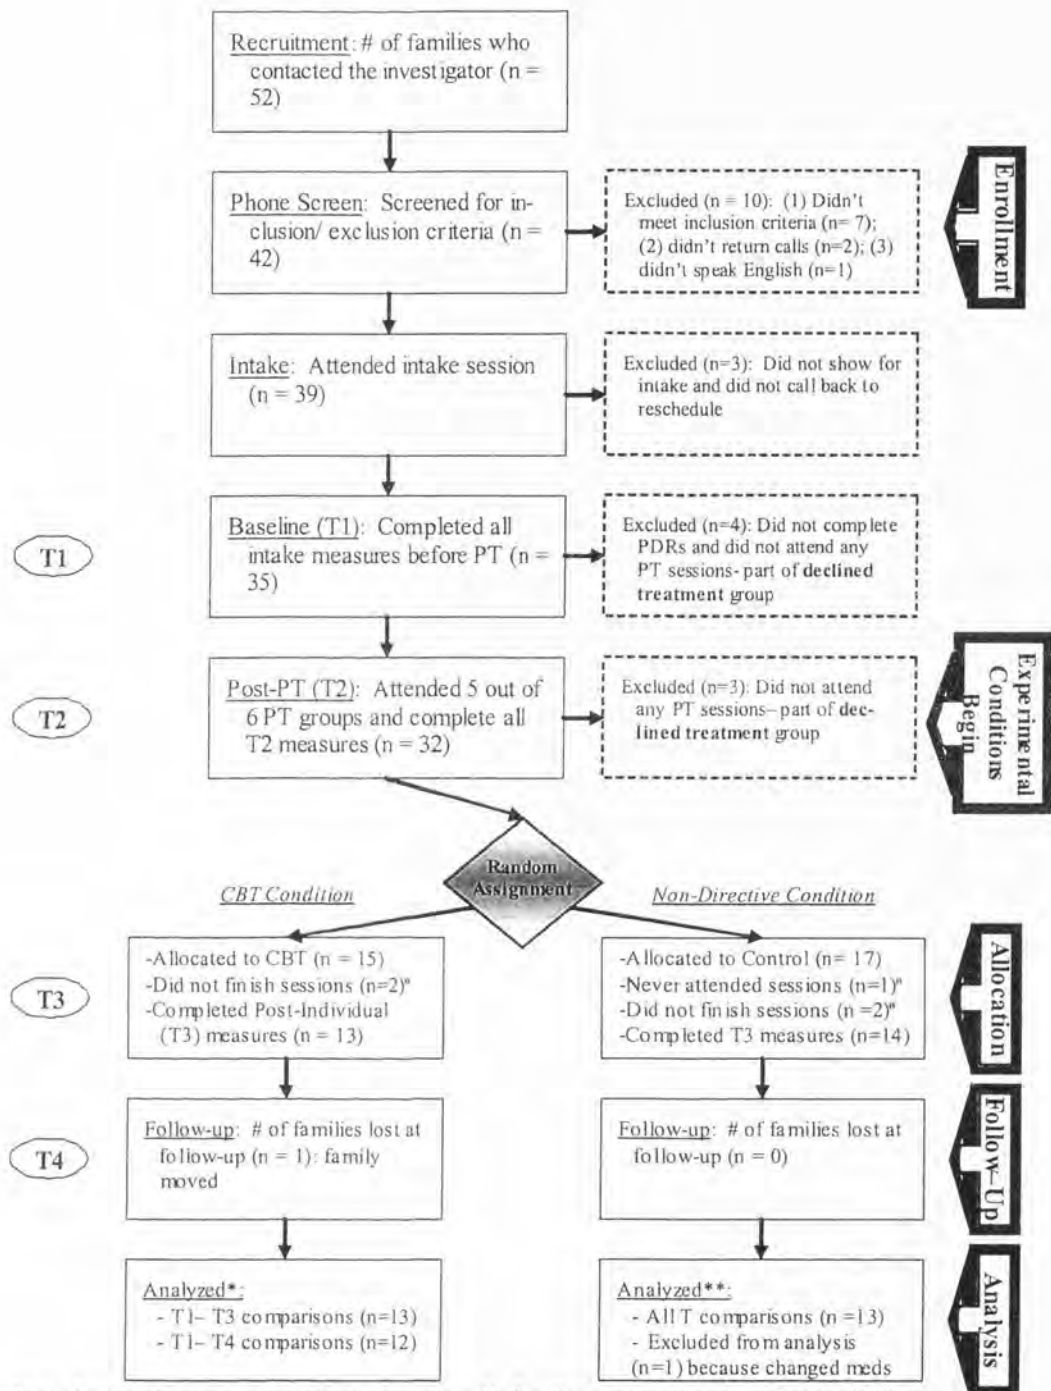 Recruitment: # of families who
contacted the investigator (n =
52)
Phone Screen: Screened for in-
clusion/ exclusion criteria (n =
42)
Excluded (n = 10): (1) Didn't
meet inclusion criteria (n= 7);
(2) didn't return calls (n=2); (3)
didn't speak English (n=1)
Enrollment
Intake: Attended intake session
(n = 39)
Excluded (n=3): Did not show for
intake and did not call back to
reschedule
T1
Baseline (T1): Completed all
intake measures before PT (n =
35)
Excluded (n=4): Did not complete
PDRs and did not attend any
PT sessions- part of declined
treatment group
T2
Post-PT (T2): Attended 5 out of
6 PT groups and complete all
T2 measures (n = 32)
Excluded (n=3): Did not attend
any PT sessions–part of dec-
lined treatment group
Experimental
Conditions
Begin
Random
Assignment
CBT Condition
Non-Directive Condition
T3
-Allocated to CBT (n = 15)
-Did not finish sessions (n=2)ⁿ
-Completed Post-Individual
(T3) measures (n = 13)
-Allocated to Control (n= 17)
-Never attended sessions (n=1)ⁿ
-Did not finish sessions (n =2)ⁿ
-Completed T3 measures (n=14)
Allocation
T4
Follow-up: # of families lost at
follow-up (n = 1): family
moved
Follow-up: # of families lost at
follow-up (n = 0)
Follow–Up
Analyzed*:
- T1– T3 comparisons (n=13)
- T1– T4 comparisons (n=12)
Analyzed**:
- All T comparisons (n =13)
- Excluded from analysis
(n=1) because changed meds
Analysis